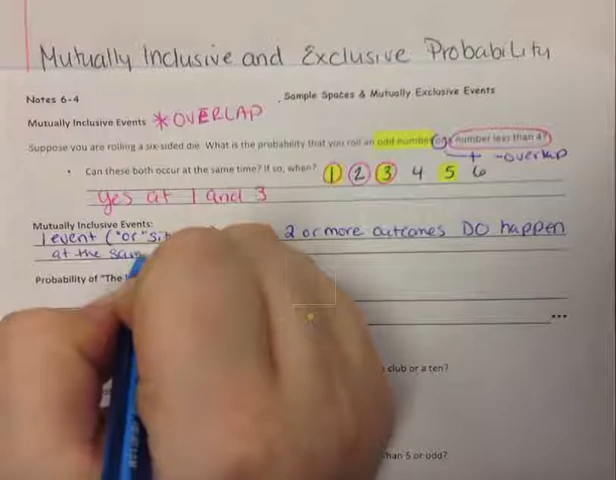 Mutually Inclusive and Exclusive Probability
Notes 6-4 Sample Spaces & Mutually Exclusive Events
Mutually Inclusive Events *OVERLAP
Suppose you are rolling a six-sided die. What is the probability that you roll an odd number or a number less than 4?
+ -overlap
• Can these both occur at the same time? If so, when? 1 2 3 4 5 6
Yes at 1 and 3
Mutually Inclusive Events:
1 event ("or" 2 or more outcomes DO happen
at the
Probability of "The
club or a ten?
than 5 or odd?